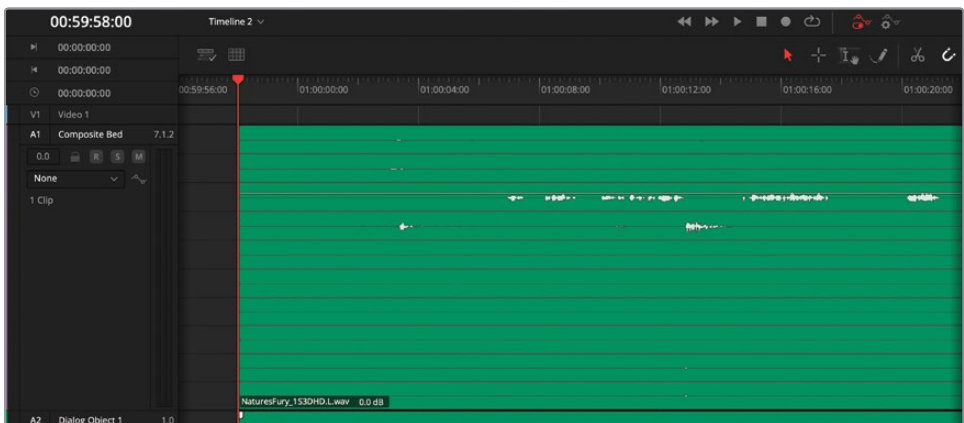 00:59:58:00
Timeline 2
00:00:00:00
00:00:00:00
00:00:00:00
00:59:56:00
01:00:00:00
01:00:04:00
01:00:08:00
01:00:12:00
01:00:16:00
01:00:20:00
V1 Video 1
A1 Composite Bed 7.1.2
0.0 R S M
None
1 Clip
NaturesFury_1S3DHD.L.wav 0.0 dB
A2 Dialog Object 1 1.0